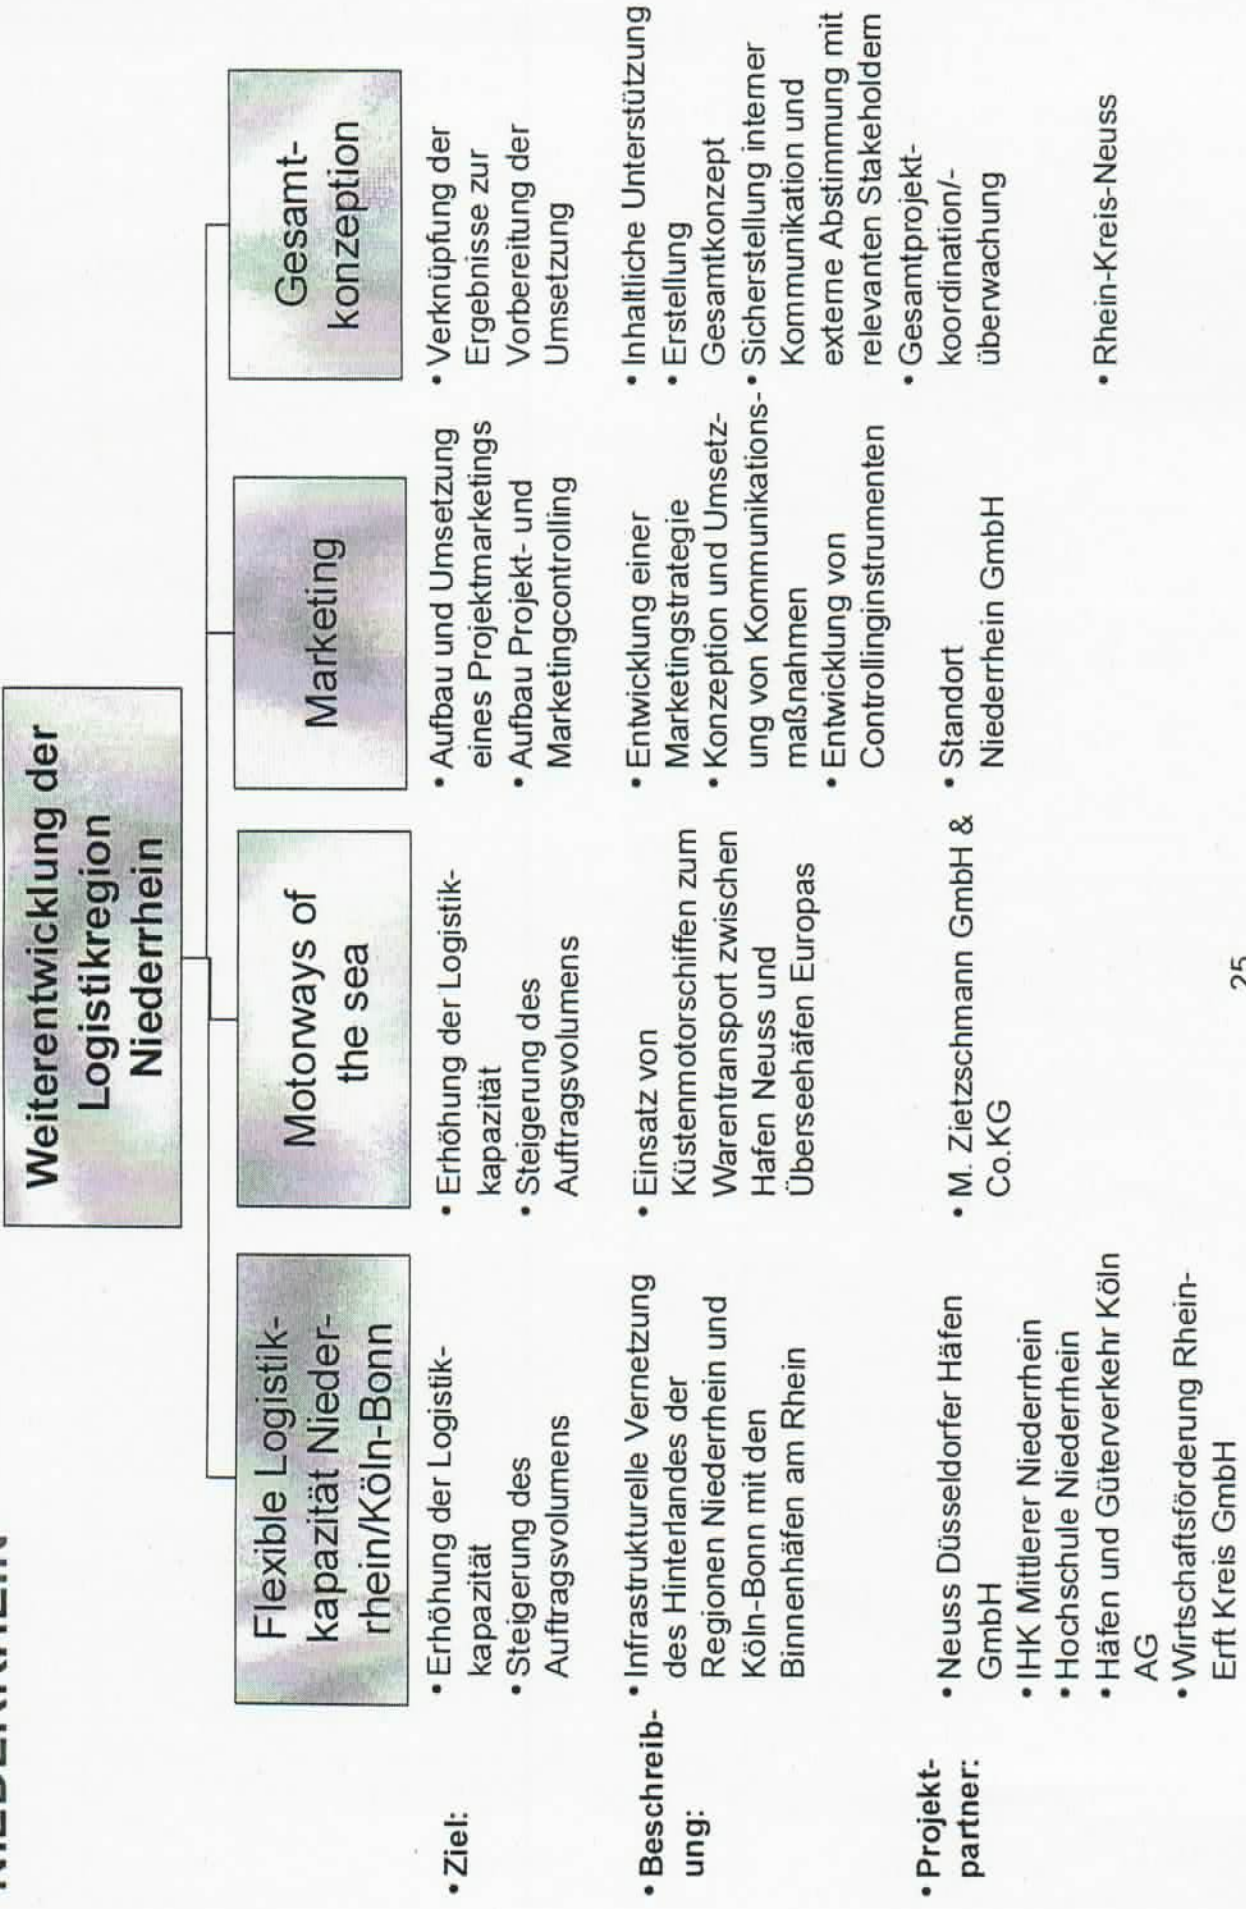 Weiterentwicklung der
Logistikregion
Niederrhein
Flexible Logistik-
kapazität Nieder-
rhein/Köln-Bonn
Motorways of
the sea
Marketing
Gesamt-
konzeption
• Ziel:
• Erhöhung der Logistik-
kapazität
• Steigerung des
Auftragsvolumens
• Erhöhung der Logistik-
kapazität
• Steigerung des
Auftragsvolumens
• Aufbau und Umsetzung
eines Projektmarketings
• Aufbau Projekt- und
Marketingcontrolling
• Verknüpfung der
Ergebnisse zur
Vorbereitung der
Umsetzung
• Beschreib-
ung:
• Infrastrukturelle Vernetzung
des Hinterlandes der
Regionen Niederrhein und
Köln-Bonn mit den
Binnenhäfen am Rhein
• Einsatz von
Küstenmotorschiffen zum
Warentransport zwischen
Hafen Neuss und
Überseehäfen Europas
• Entwicklung einer
Marketingstrategie
• Konzeption und Umsetz-
ung von Kommunikations-
maßnahmen
• Entwicklung von
Controllinginstrumenten
• Inhaltliche Unterstützung
• Erstellung
Gesamtkonzept
• Sicherstellung interner
Kommunikation und
externe Abstimmung mit
relevanten Stakeholdern
• Gesamtprojekt-
koordination/-
überwachung
• Projekt-
partner:
• Neuss Düsseldorfer Häfen
GmbH
• IHK Mittlerer Niederrhein
• Hochschule Niederrhein
• Häfen und Güterverkehr Köln
AG
• Wirtschaftsförderung Rhein-
Erft Kreis GmbH
• M. Zietzschmann GmbH &
Co.KG
• Standort
Niederrhein GmbH
• Rhein-Kreis-Neuss
25